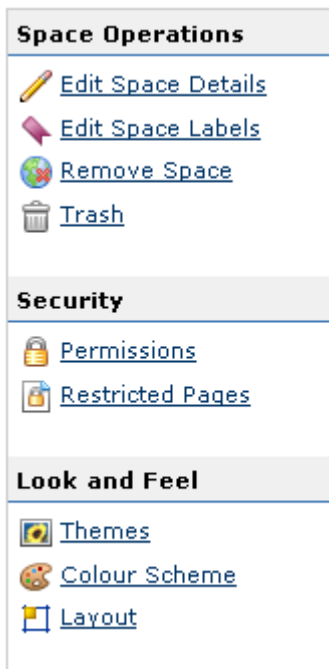 Space Operations
Edit Space Details
Edit Space Labels
Remove Space
Trash
Security
Permissions
Restricted Pages
Look and Feel
Themes
Colour Scheme
Layout